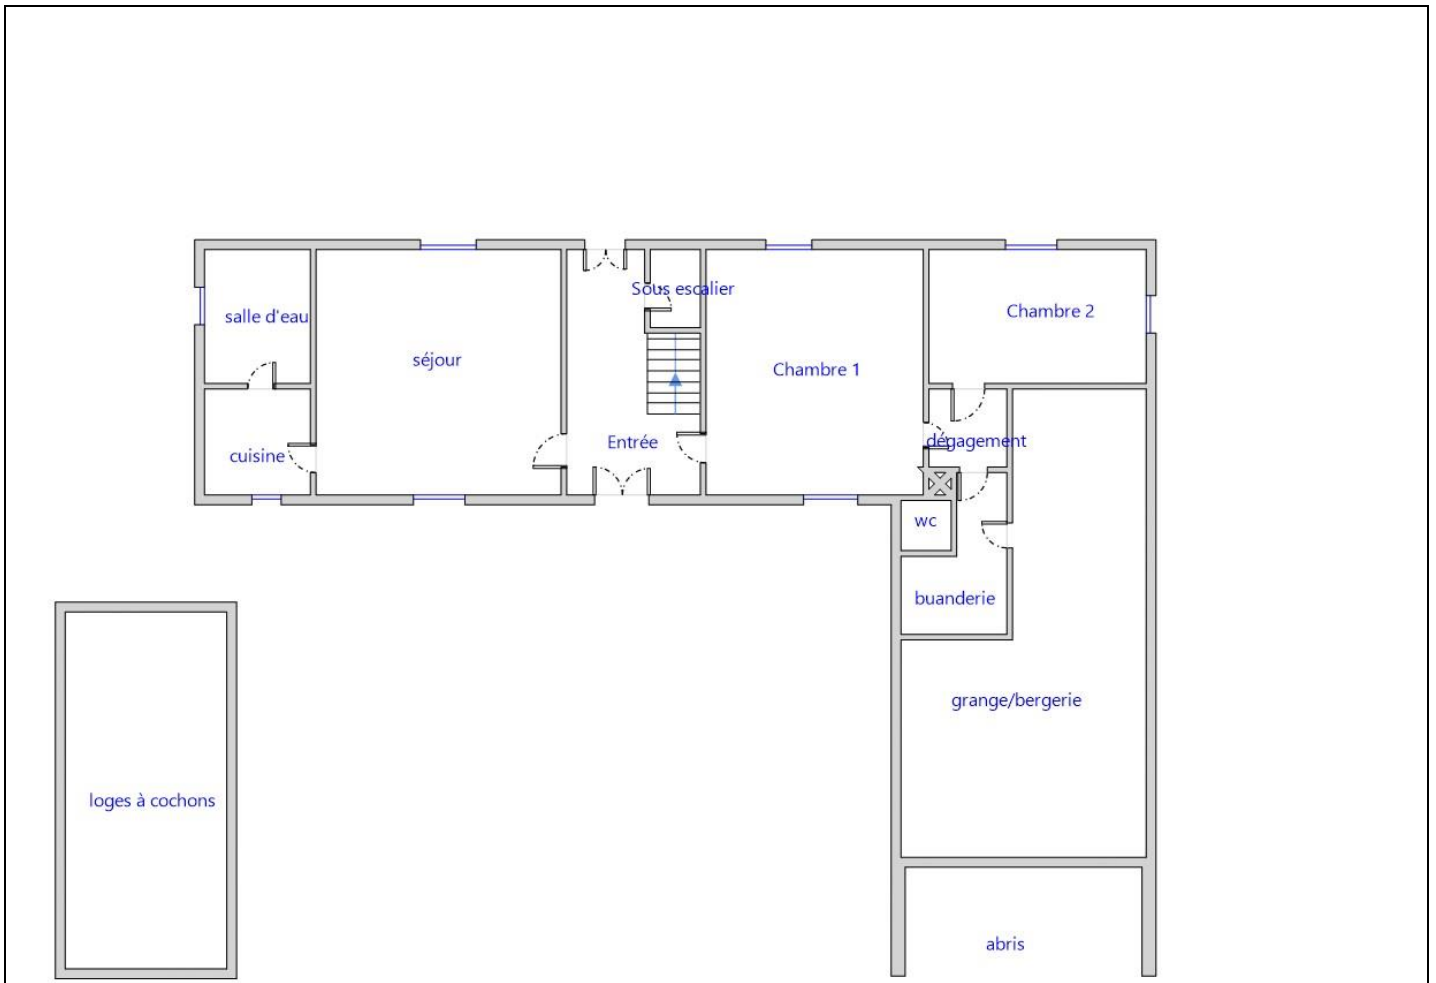 Sous escalier
Chambre 2
salle d'eau
séjour
Chambre 1
Entrée
dégagement
cuisine
wc
buanderie
grange/bergerie
loges à cochons
abris